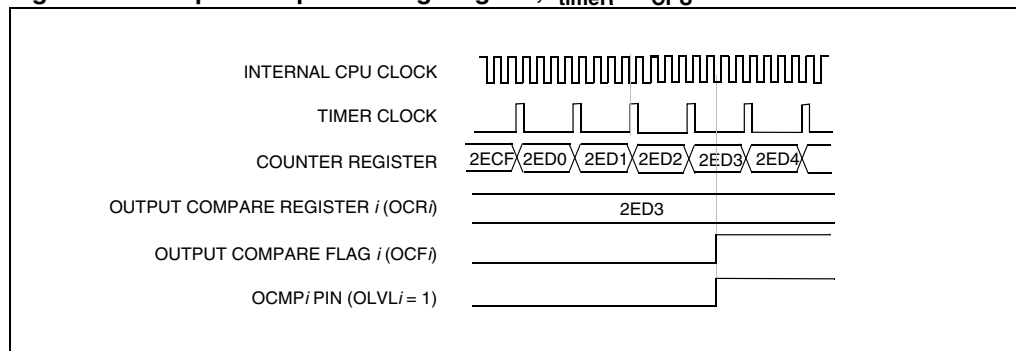 INTERNAL CPU CLOCK
TIMER CLOCK
COUNTER REGISTER 2ECF 2ED0 2ED1 2ED2 2ED3 2ED4
OUTPUT COMPARE REGISTER i (OCRi) 2ED3
OUTPUT COMPARE FLAG i (OCFi)
OCMPi PIN (OLVLi = 1)